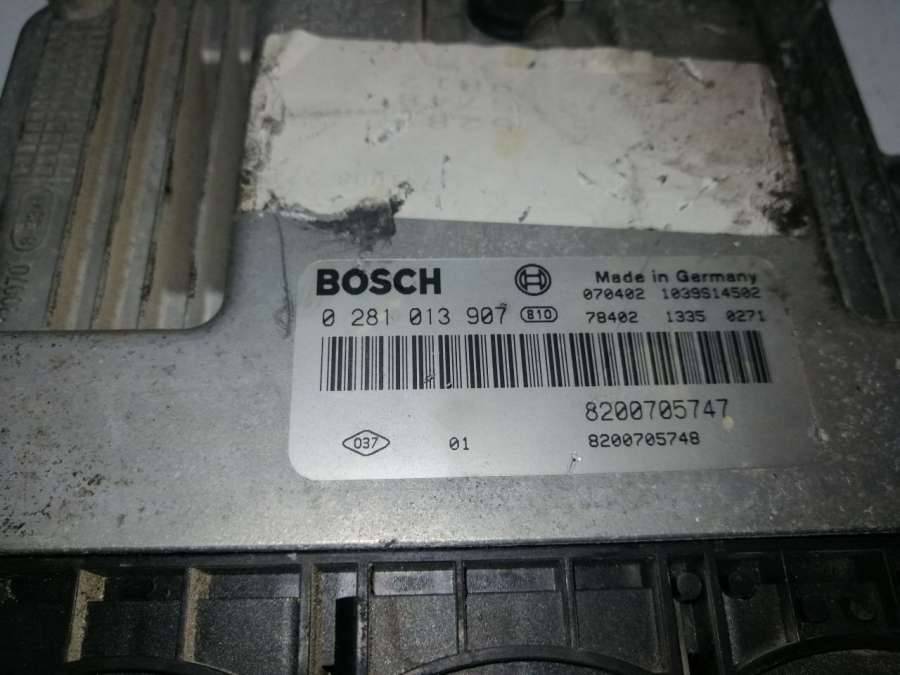 BOSCH
Made in Germany
070402 1039S14502
0 281 013 907 810
78402 1335 0271
8200705747
037 01 8200705748